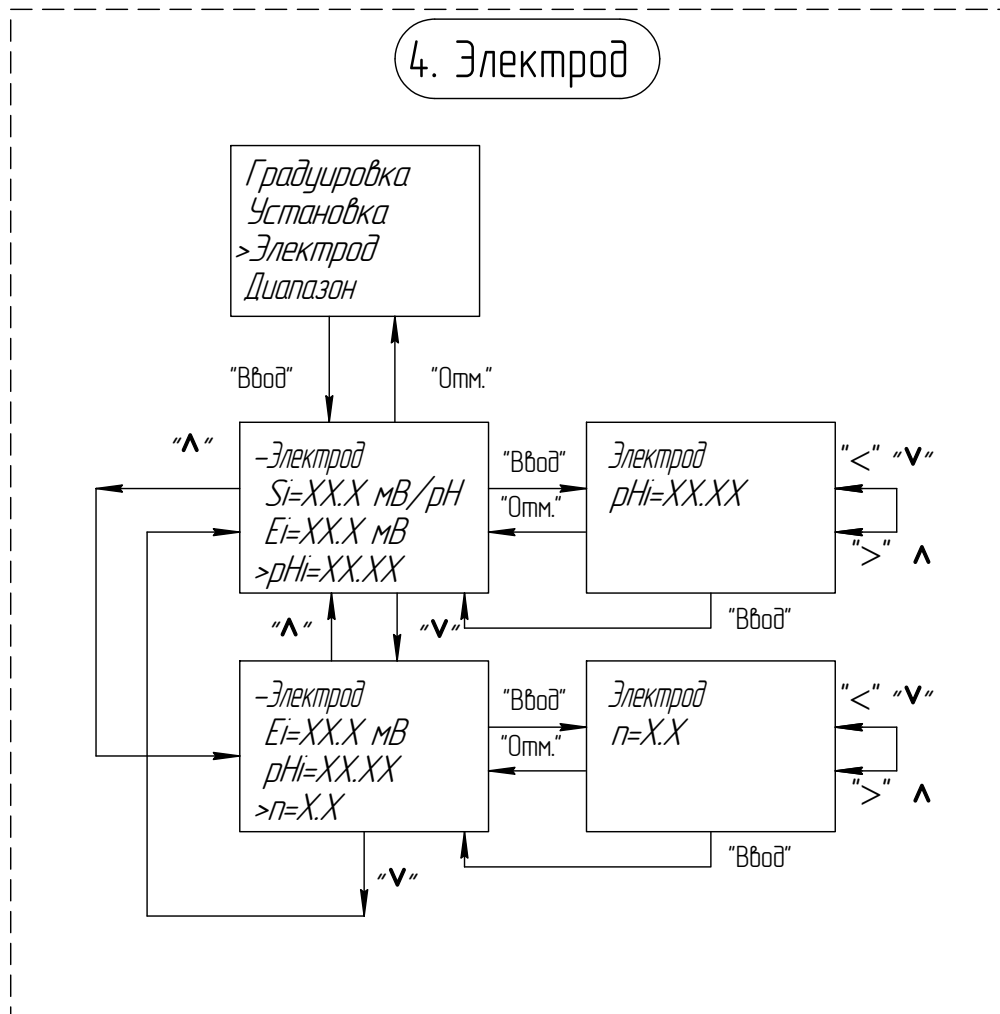 4. Электрод
Градуировка
Установка
>Электрод
Диапазон
"Ввод" "Отм."
"Λ"
-Электрод
Si=XX.X мВ/pH
Ei=XX.X мВ
>pHi=XX.XX
"Ввод"
"Отм."
Электрод
pHi=XX.XX
"<" "V"
">" Λ
"Ввод"
"Λ" "V"
-Электрод
Ei=XX.X мВ
pHi=XX.XX
>n=X.X
"Ввод"
"Отм."
Электрод
n=X.X
"<" "V"
">" Λ
"Ввод"
"V"